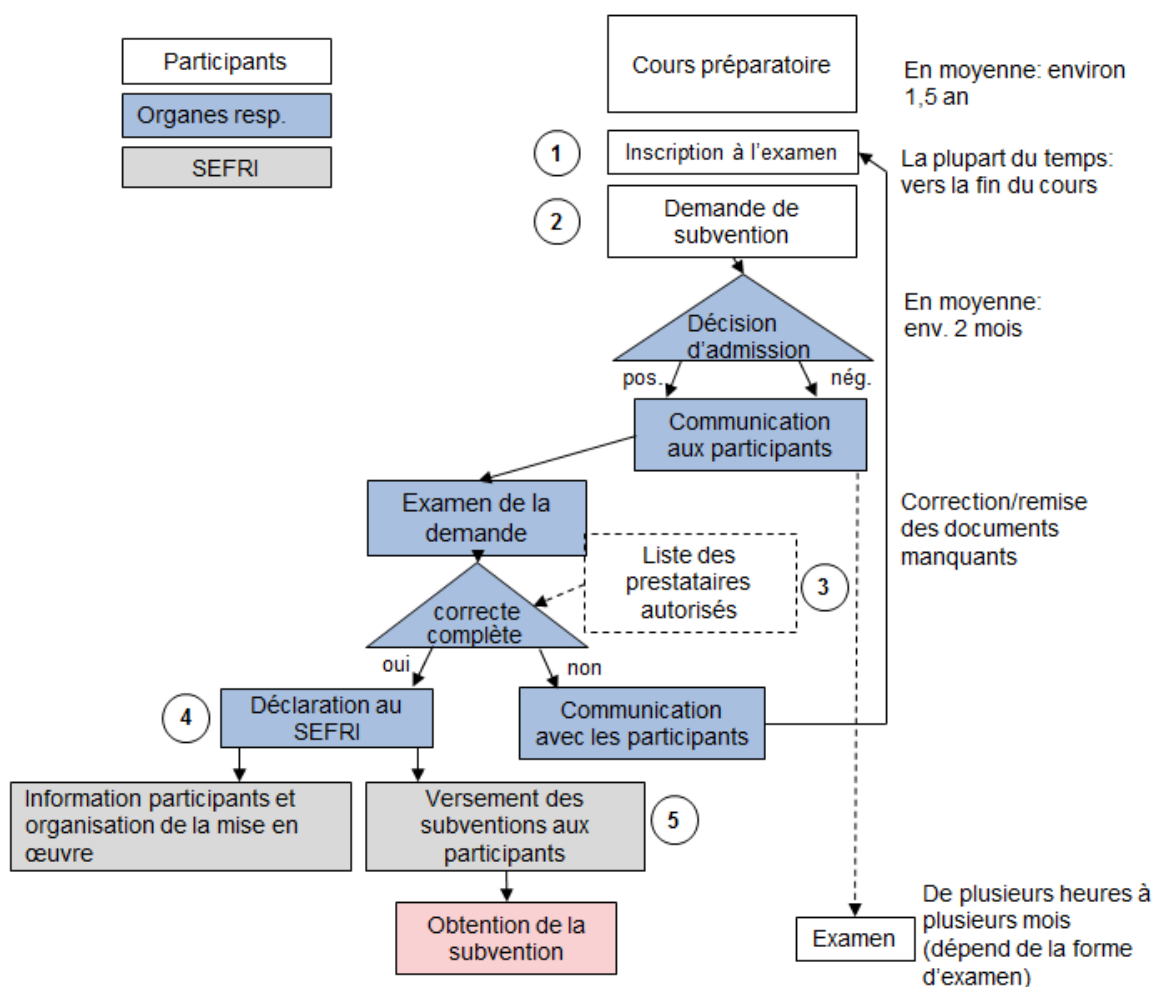 Participants
Organes resp.
SEFRI
Cours préparatoire
En moyenne: environ
1,5 an
1
Inscription à l'examen
La plupart du temps:
vers la fin du cours
2
Demande de
subvention
En moyenne:
env. 2 mois
Décision
d'admission
pos.
nég.
Communication
aux participants
Examen de la
demande
Correction/remise
des documents
manquants
Liste des
prestataires
autorisés
3
correcte
complète
oui
non
4
Déclaration au
SEFRI
Communication
avec les participants
Information participants et
organisation de la mise en
œuvre
Versement des
subventions aux
participants
5
Obtention de la
subvention
Examen
De plusieurs heures à
plusieurs mois
(dépend de la forme
d'examen)